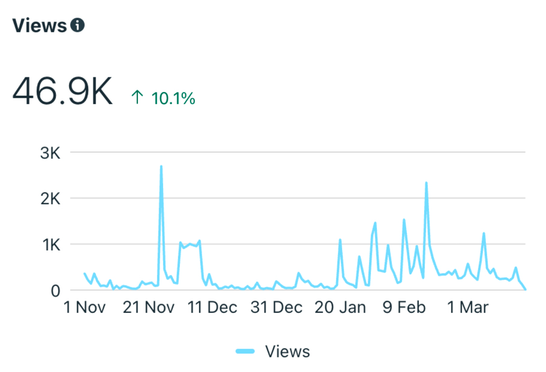 Views
46.9K ↑ 10.1%
3K
2K
1K
0
1 Nov 21 Nov 11 Dec 31 Dec 20 Jan 9 Feb 1 Mar
Views